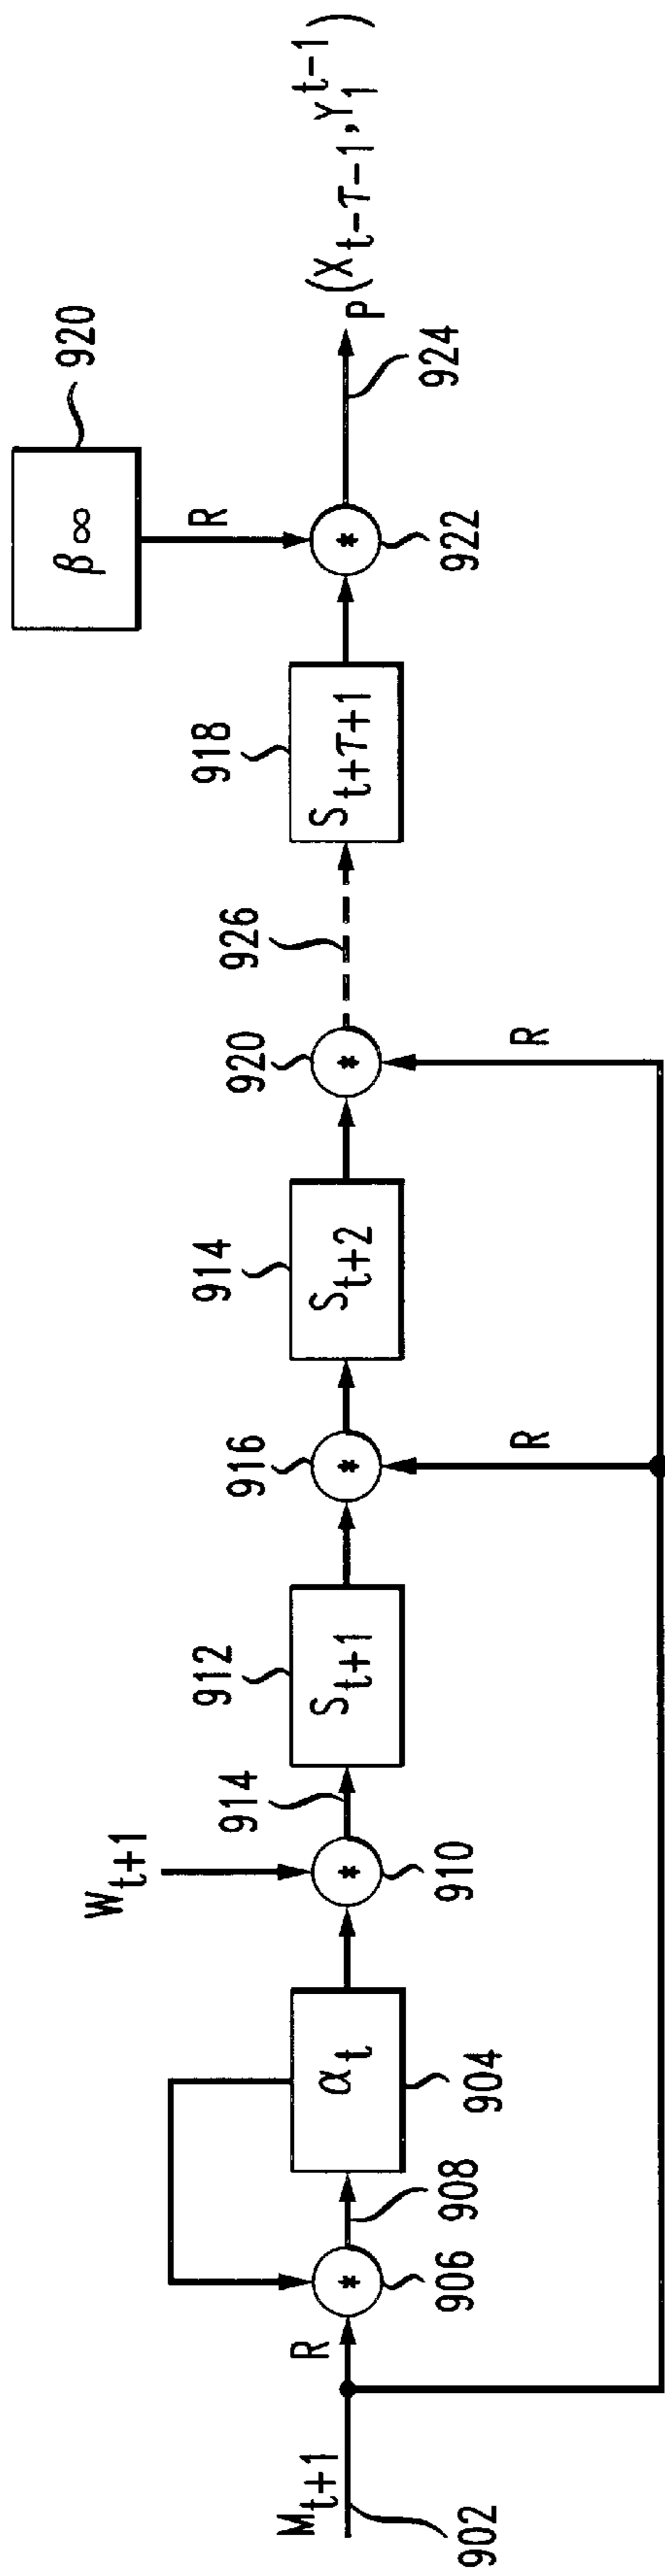 M_{t+1}
902
R
906
908
α_t
904
W_{t+1}
*
*
910
914
S_{t+1}
912
*
916
R
S_{t+2}
914
*
920
R
926
S_{t+τ+1}
918
β∞
920
R
*
922
924
P(X_{t-τ-1}, Y_1^{t-1})